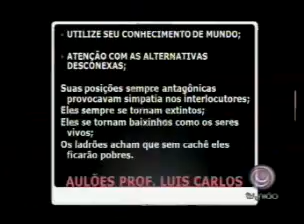 - UTILIZE SEU CONHECIMENTO DE MUNDO;
- ATENÇÃO COM AS ALTERNATIVAS
DESCONEXAS;
Suas posições sempre antagônicas
provocavam simpatia nos interlocutores;
Eles sempre se tornam extintos;
Eles se tornam baixinhos como os seres
vivos;
Os ladrões acham que sem cachê eles
ficarão pobres.
AULÕES PROF. LUIS CARLOS